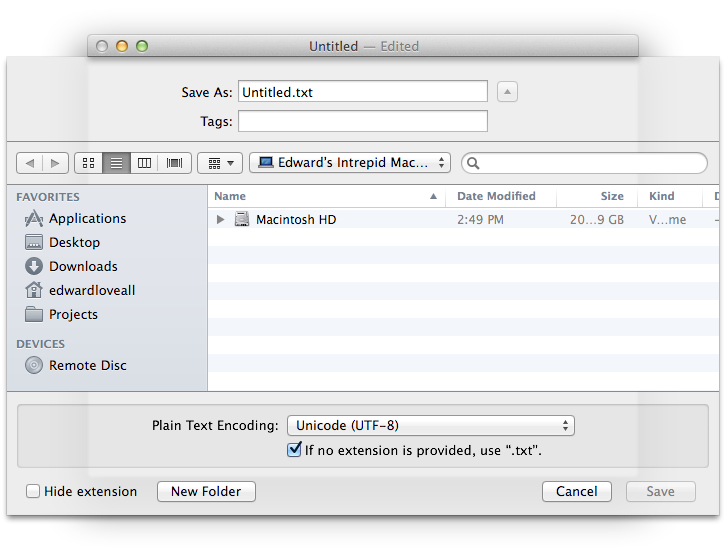 Untitled — Edited
Save As: Untitled.txt
Tags:
Edward's Intrepid Mac...
Name Date Modified Size Kind
Macintosh HD 2:49 PM 20...9 GB V...me
FAVORITES
Applications
Desktop
Downloads
edwardloveall
Projects
DEVICES
Remote Disc
Plain Text Encoding: Unicode (UTF-8)
If no extension is provided, use “.txt”.
Hide extension New Folder Cancel Save